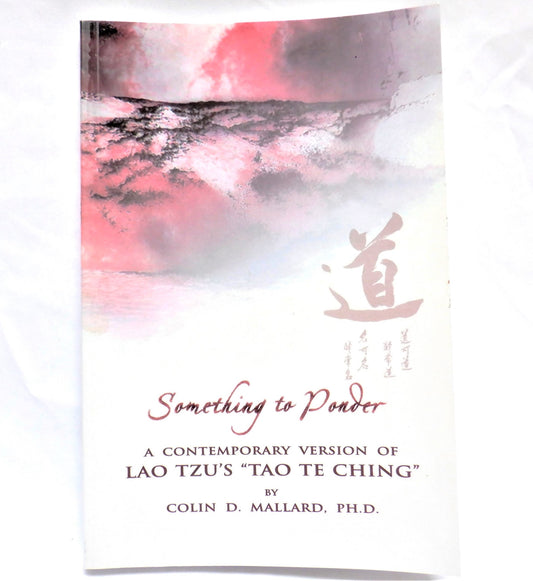 道
道可道
非常道
名可名
非常名
Something to Ponder
A CONTEMPORARY VERSION OF
LAO TZU'S “TAO TE CHING”
BY
COLIN D. MALLARD, PH.D.